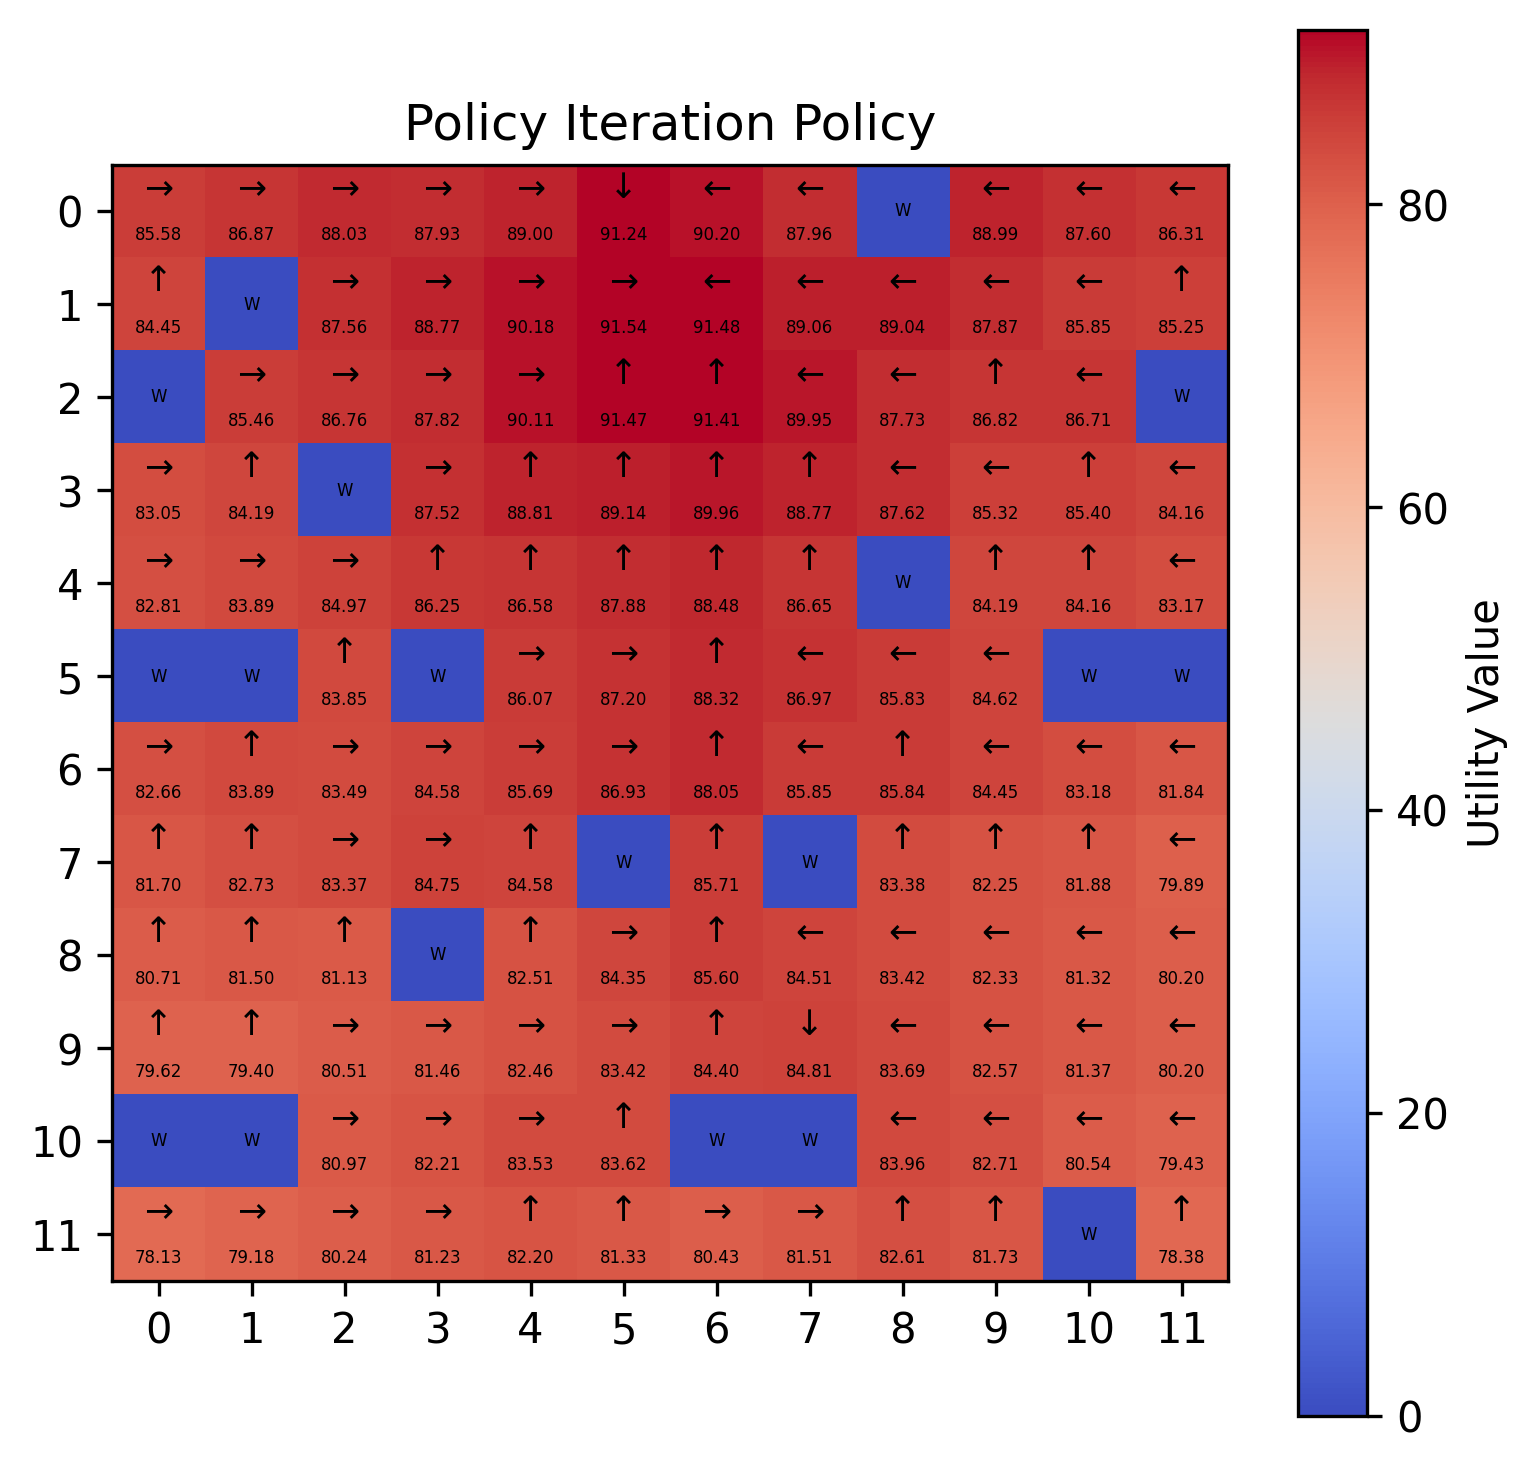 Policy Iteration Policy
0 → → → → → ↓ ← ← W ← ← ←
85.58 86.87 88.03 87.93 89.00 91.24 90.20 87.96 88.99 87.60 86.31
1 ↑ W → → → → ← ← ← ← ← ↑
84.45 87.56 88.77 90.18 91.54 91.48 89.06 89.04 87.87 85.85 85.25
2 W → → → → ↑ ↑ ← ← ↑ ← W
85.46 86.76 87.82 90.11 91.47 91.41 89.95 87.73 86.82 86.71
3 → ↑ W → ↑ ↑ ↑ ↑ ← ← ↑ ←
83.05 84.19 87.52 88.81 89.14 89.96 88.77 87.62 85.32 85.40 84.16
4 → → → ↑ ↑ ↑ ↑ ↑ W ↑ ↑ ←
82.81 83.89 84.97 86.25 86.58 87.88 88.48 86.65 84.19 84.16 83.17
5 W W ↑ W → → ↑ ← ← ← W W
83.85 86.07 87.20 88.32 86.97 85.83 84.62
6 → ↑ → → → → ↑ ← ↑ ← ← ←
82.66 83.89 83.49 84.58 85.69 86.93 88.05 85.85 85.84 84.45 83.18 81.84
7 ↑ ↑ → → ↑ W ↑ W ↑ ↑ ↑ ←
81.70 82.73 83.37 84.75 84.58 85.71 83.38 82.25 81.88 79.89
8 ↑ ↑ ↑ W ↑ → ↑ ← ← ← ← ←
80.71 81.50 81.13 82.51 84.35 85.60 84.51 83.42 82.33 81.32 80.20
9 ↑ ↑ → → → → ↑ ↓ ← ← ← ←
79.62 79.40 80.51 81.46 82.46 83.42 84.40 84.81 83.69 82.57 81.37 80.20
10 W W → → → ↑ W W ← ← ← ←
80.97 82.21 83.53 83.62 83.96 82.71 80.54 79.43
11 → → → → ↑ ↑ → → ↑ ↑ W ↑
78.13 79.18 80.24 81.23 82.20 81.33 80.43 81.51 82.61 81.73 78.38
0 1 2 3 4 5 6 7 8 9 10 11
80
60
40
20
0
Utility Value